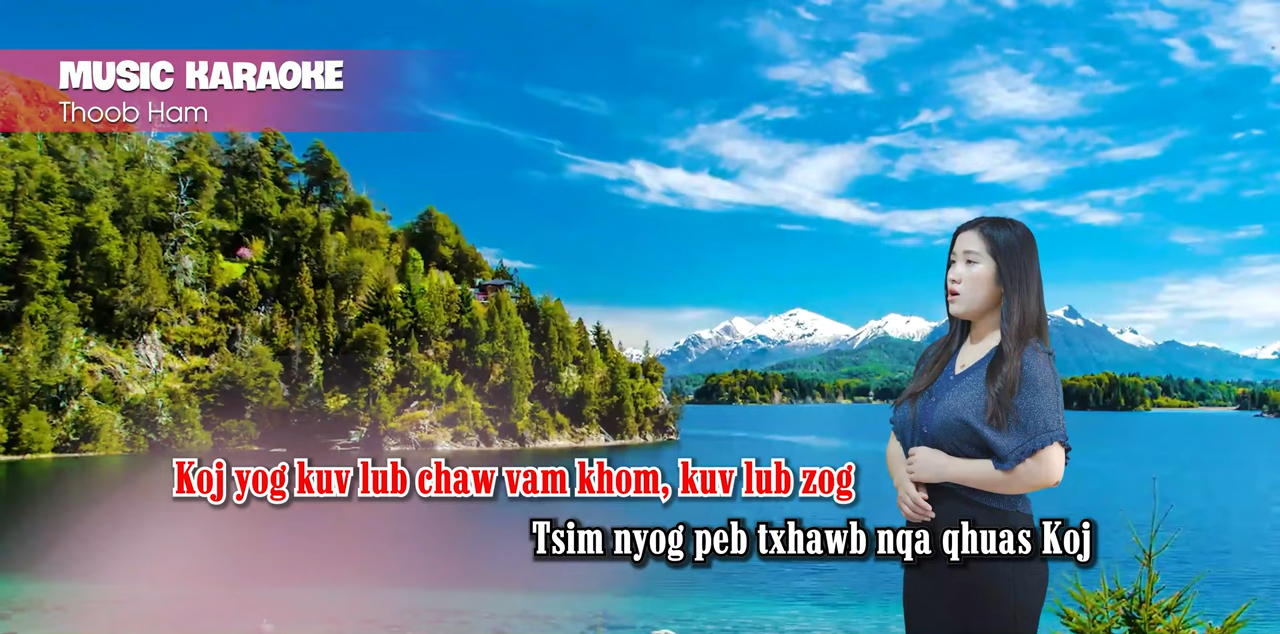 MUSIC KARAOKE
Thoob Ham
Koj yog kuv lub chaw vam khom, kuv lub zog
Tsim nyog peb txhawb nqa qhuas Koj